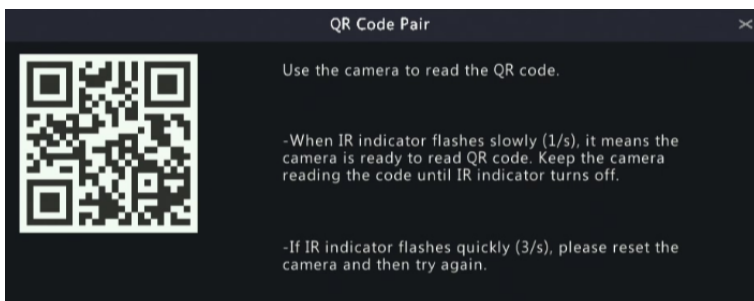 QR Code Pair
Use the camera to read the QR code.
-When IR indicator flashes slowly (1/s), it means the
camera is ready to read QR code. Keep the camera
reading the code until IR indicator turns off.
-If IR indicator flashes quickly (3/s), please reset the
camera and then try again.